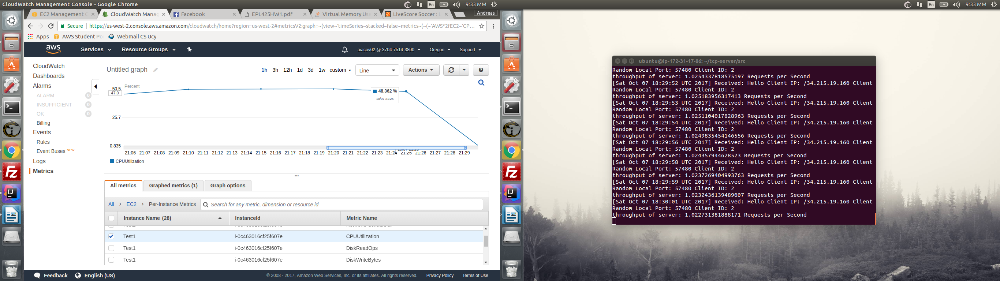 CloudWatch Management Console - Google Chrome
En
9:33 ΜΜ
En
9:33 ΜΜ
EC2 Management C
CloudWatch Manag
Facebook
EPL425HW1.pdf
Virtual Memory Usa
LiveScore Soccer : L
Andreas
Secure
https://us-west-2.console.aws.amazon.com/cloudwatch/home?region=us-west-2#metricsV2:graph=~(view~'timeSeries~stacked~false~metrics~(~(~'AWS*2fEC2~'CP...
Apps
AWS Student Po
Webmail CS Ucy
aws
Services
Resource Groups
aiacov02 @ 3704-7514-3800
Oregon
Support
CloudWatch
Dashboards
Alarms
ALARM 0
INSUFFICIENT 0
OK 0
Billing
Events
Rules
Event Buses NEW
Logs
Metrics
Untitled graph
1h 3h 12h 1d 3d 1w custom
Line
Actions
Percent
50.5
47.0
48.362 %
10/07 21:25
25.7
0.835
10/07 21:25
21:06 21:07 21:08 21:09 21:10 21:11 21:12 21:13 21:14 21:15 21:16 21:17 21:18 21:19 21:20 21:21 21:22 21:23 21:24 21:25 21:26 21:27 21:28 21:29
CPUUtilization
All metrics
Graphed metrics (1)
Graph options
All > EC2 > Per-Instance Metrics
Search for any metric, dimension or resource id
Instance Name (28)
InstanceId
Metric Name
Test1 i-0c463016cf25f607e NetworkPacketsOut
Test1 i-0c463016cf25f607e CPUUtilization
Test1 i-0c463016cf25f607e DiskReadOps
Test1 i-0c463016cf25f607e DiskWriteBytes
Feedback
English (US)
© 2008 - 2017, Amazon Web Services, Inc. or its affiliates. All rights reserved.
Privacy Policy
Terms of Use
ubuntu@ip-172-31-17-86: ~/tcp-server/src
Random Local Port: 57480 Client ID: 2
throughput of server: 1.0254337818575197 Requests per Second
[Sat Oct 07 18:29:52 UTC 2017] Received: Hello Client IP: /34.215.19.160 Client
Random Local Port: 57480 Client ID: 2
throughput of server: 1.025183956317413 Requests per Second
[Sat Oct 07 18:29:53 UTC 2017] Received: Hello Client IP: /34.215.19.160 Client
Random Local Port: 57480 Client ID: 2
throughput of server: 1.0251104017828963 Requests per Second
[Sat Oct 07 18:29:54 UTC 2017] Received: Hello Client IP: /34.215.19.160 Client
Random Local Port: 57480 Client ID: 2
throughput of server: 1.0249835454146556 Requests per Second
[Sat Oct 07 18:29:56 UTC 2017] Received: Hello Client IP: /34.215.19.160 Client
Random Local Port: 57480 Client ID: 2
throughput of server: 1.024357944628523 Requests per Second
[Sat Oct 07 18:29:58 UTC 2017] Received: Hello Client IP: /34.215.19.160 Client
Random Local Port: 57480 Client ID: 2
throughput of server: 1.0237269404993763 Requests per Second
[Sat Oct 07 18:29:59 UTC 2017] Received: Hello Client IP: /34.215.19.160 Client
Random Local Port: 57480 Client ID: 2
throughput of server: 1.0232436139489007 Requests per Second
[Sat Oct 07 18:30:01 UTC 2017] Received: Hello Client IP: /34.215.19.160 Client
Random Local Port: 57480 Client ID: 2
throughput of server: 1.022731381888171 Requests per Second